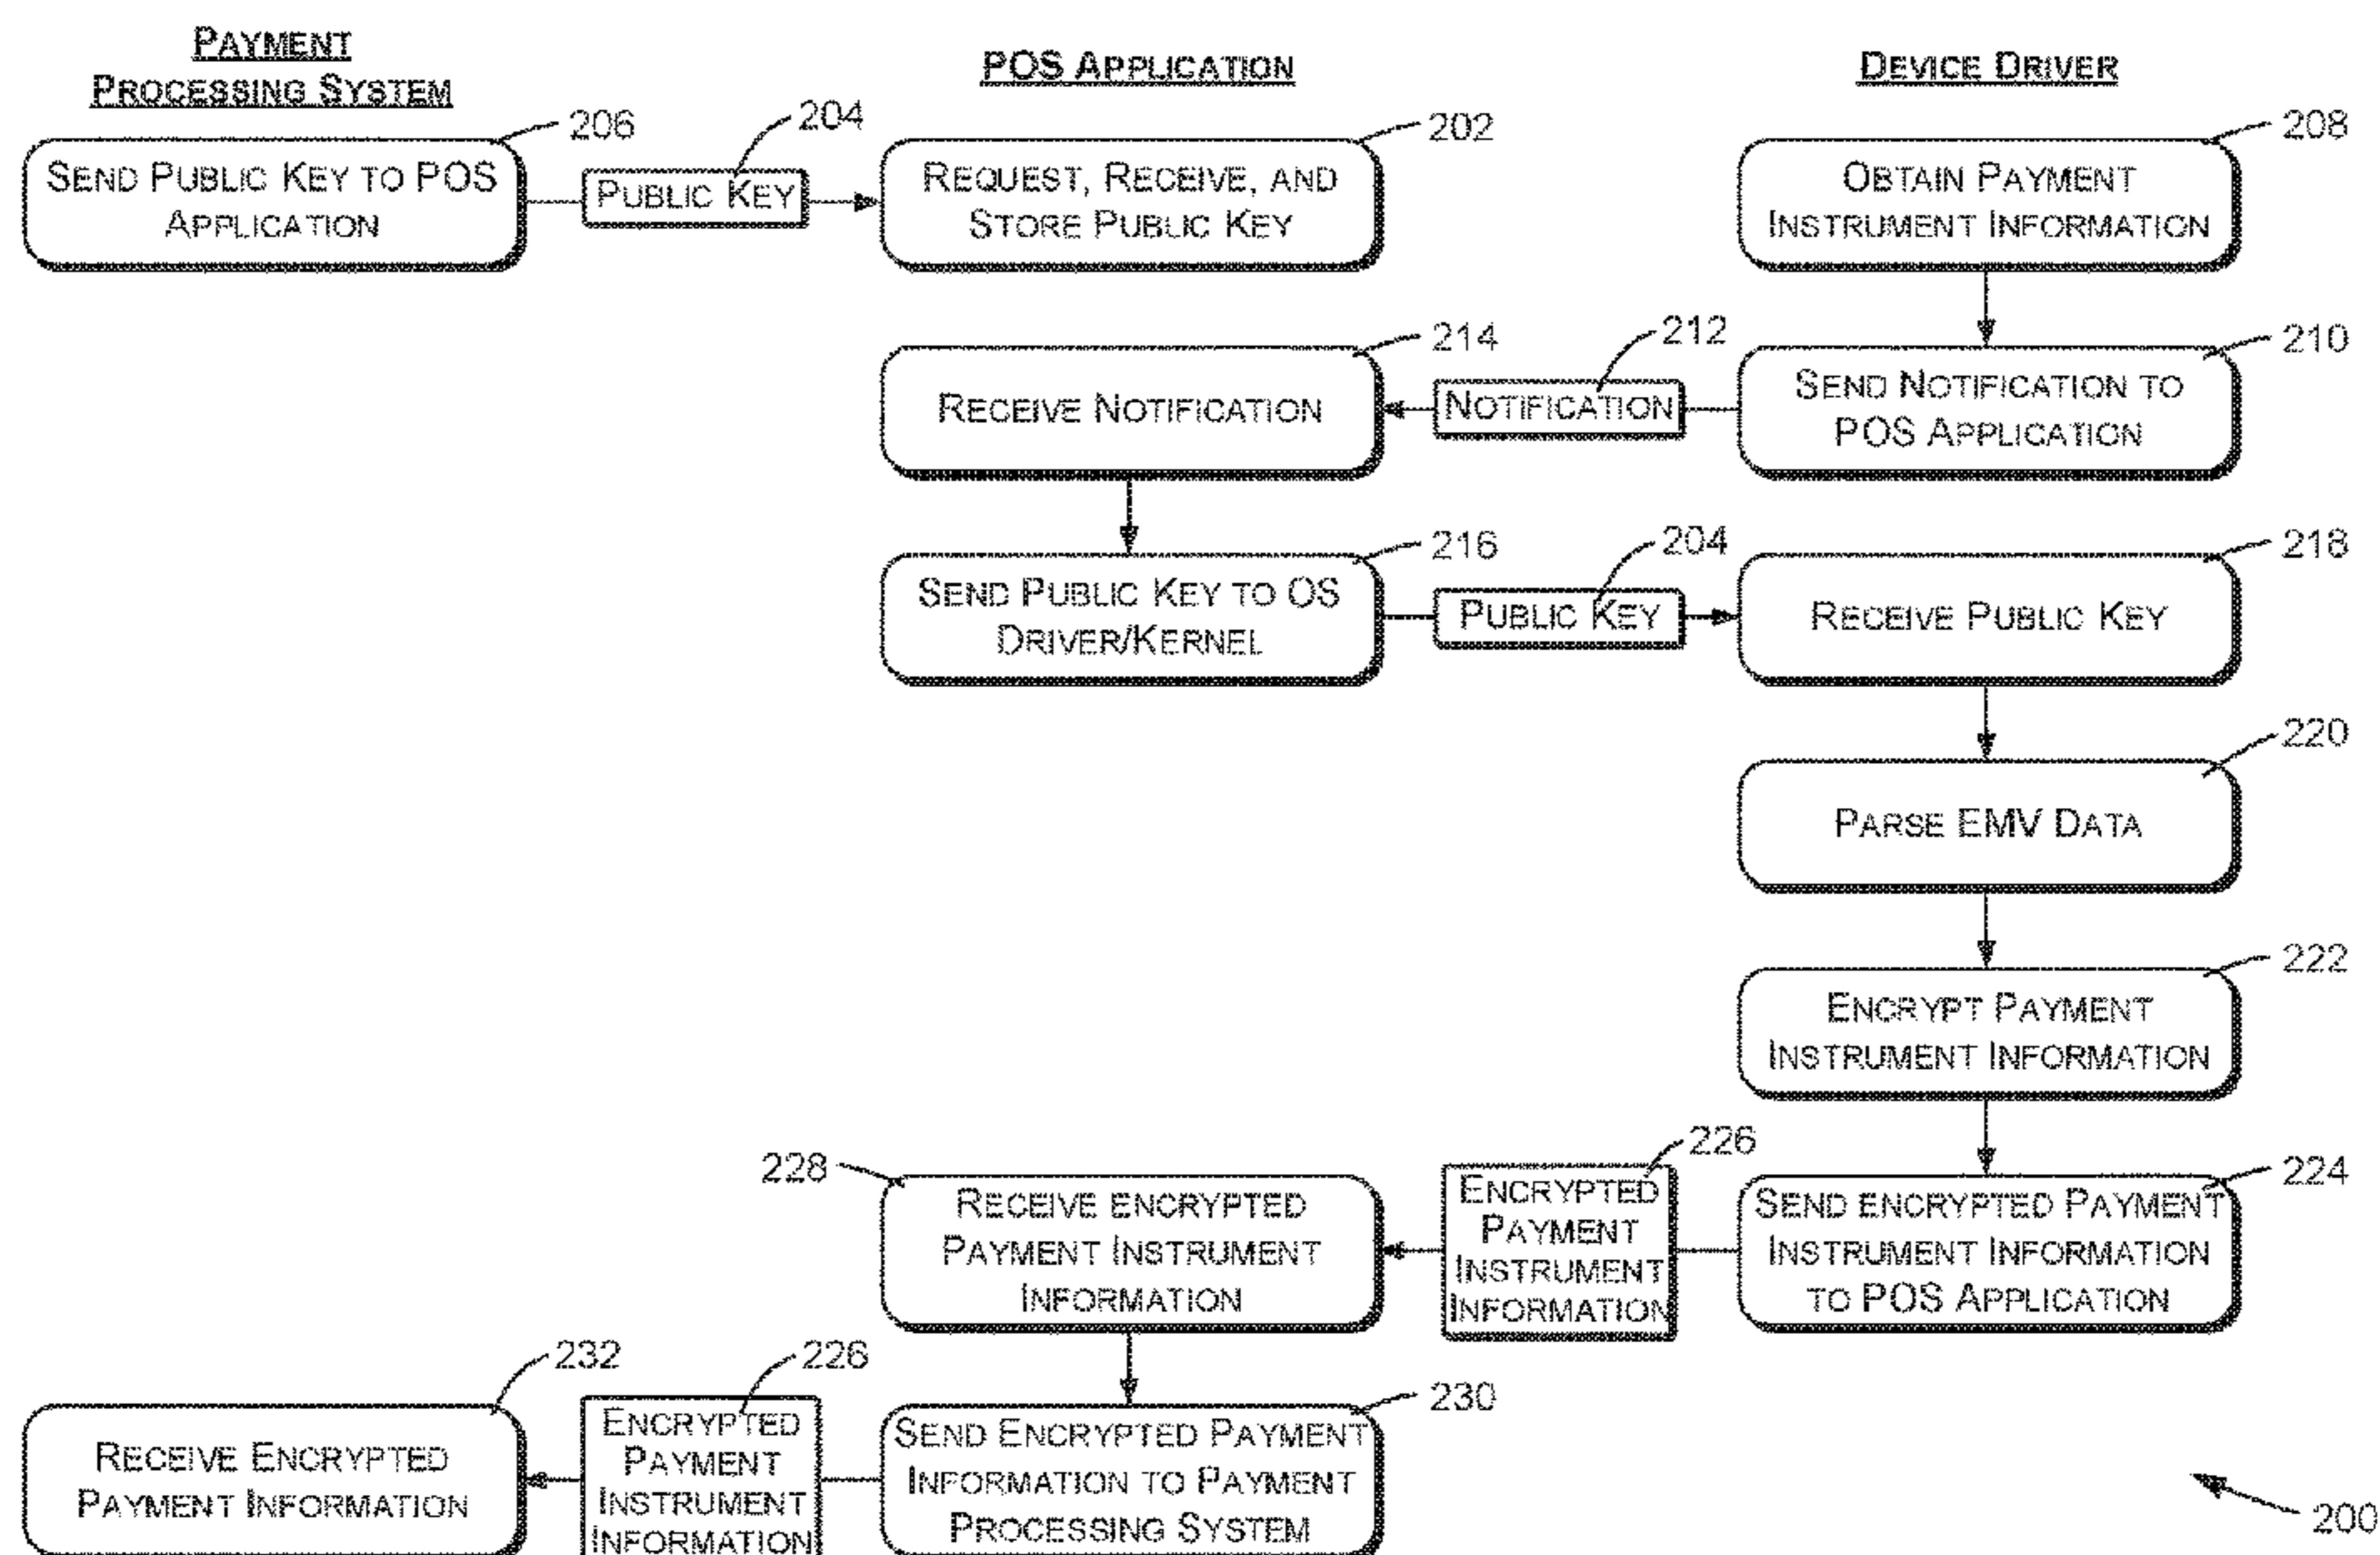 PAYMENT
PROCESSING SYSTEM
POS APPLICATION
DEVICE DRIVER
206
204
202
208
SEND PUBLIC KEY TO POS
APPLICATION
PUBLIC KEY
REQUEST, RECEIVE, AND
STORE PUBLIC KEY
OBTAIN PAYMENT
INSTRUMENT INFORMATION
214
212
210
RECEIVE NOTIFICATION
NOTIFICATION
SEND NOTIFICATION TO
POS APPLICATION
216
204
218
SEND PUBLIC KEY TO OS
DRIVER/KERNEL
PUBLIC KEY
RECEIVE PUBLIC KEY
220
PARSE EMV DATA
222
ENCRYPT PAYMENT
INSTRUMENT INFORMATION
228
226
224
RECEIVE ENCRYPTED
PAYMENT INSTRUMENT
INFORMATION
ENCRYPTED
PAYMENT
INSTRUMENT
INFORMATION
SEND ENCRYPTED PAYMENT
INSTRUMENT INFORMATION
TO POS APPLICATION
232
226
230
RECEIVE ENCRYPTED
PAYMENT INFORMATION
ENCRYPTED
PAYMENT
INSTRUMENT
INFORMATION
SEND ENCRYPTED PAYMENT
INFORMATION TO PAYMENT
PROCESSING SYSTEM
200